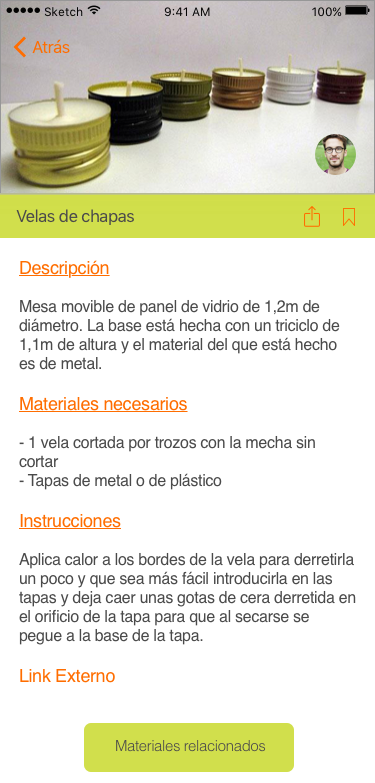 Sketch 9:41 AM 100%
Atrás
Velas de chapas
Descripción
Mesa movible de panel de vidrio de 1,2m de
diámetro. La base está hecha con un triciclo de
1,1m de altura y el material del que está hecho
es de metal.
Materiales necesarios
- 1 vela cortada por trozos con la mecha sin
cortar
- Tapas de metal o de plástico
Instrucciones
Aplica calor a los bordes de la vela para derretirla
un poco y que sea más fácil introducirla en las
tapas y deja caer unas gotas de cera derretida en
el orificio de la tapa para que al secarse se
pegue a la base de la tapa.
Link Externo
Materiales relacionados